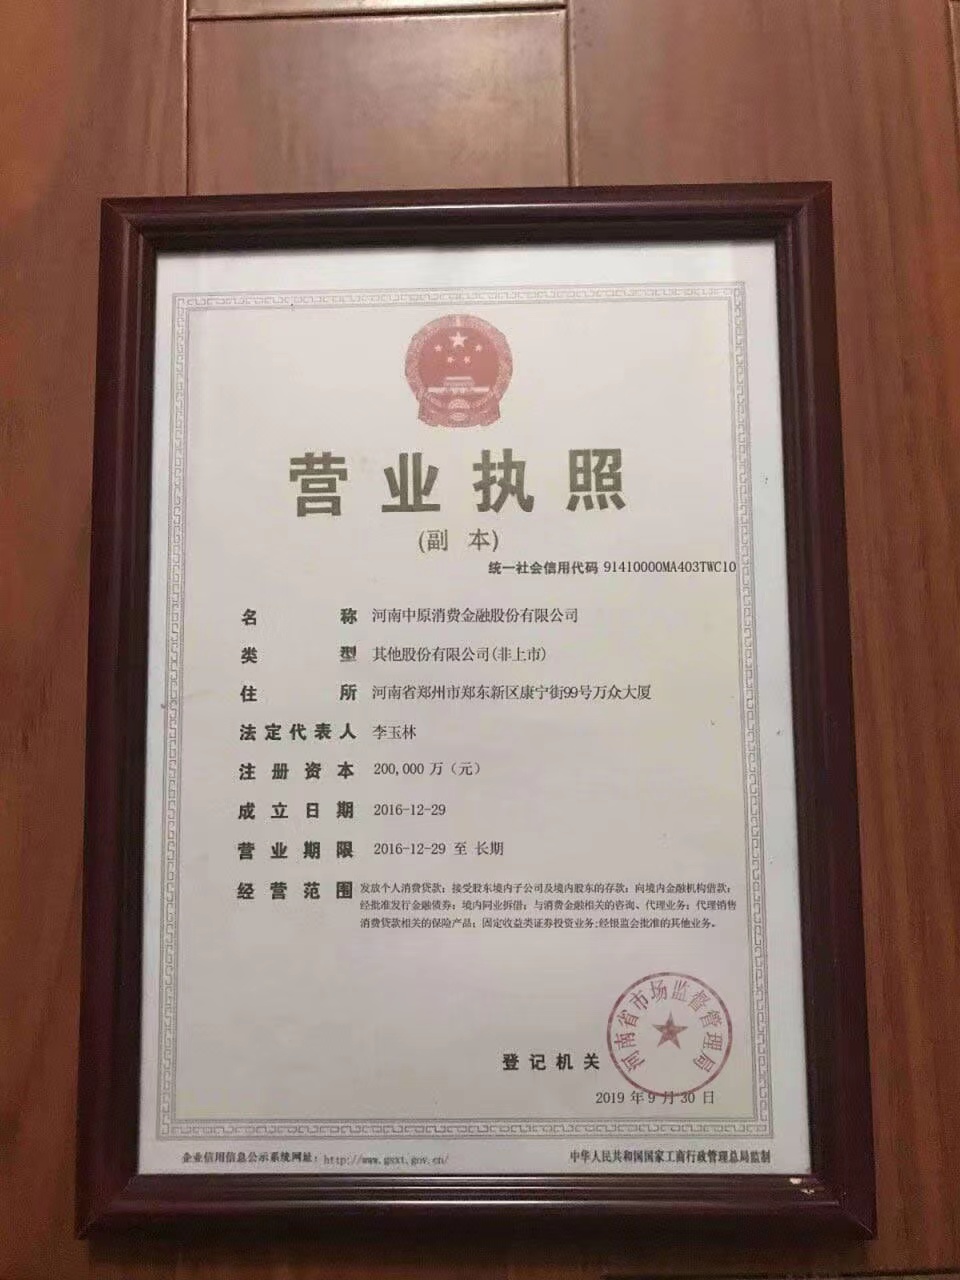 营业执照
(副 本)
统一社会信用代码 91410000MA403TWC10
名 称 河南中原消费金融股份有限公司
类 型 其他股份有限公司(非上市)
住 所 河南省郑州市郑东新区康宁街99号万众大厦
法定代表人 李玉林
注册资本 200,000 万（元）
成立日期 2016-12-29
营业期限 2016-12-29 至 长期
经营范围 发放个人消费贷款；接受股东境内子公司及境内股东的存款；向境内金融机构借款；
经批准发行金融债券；境内同业拆借；与消费金融相关的咨询、代理业务；代理销售
消费贷款相关的保险产品；固定收益类证券投资业务;经银监会批准的其他业务。
河南省市场监督管理局
登记机关
2019 年 9 月 30 日
企业信用信息公示系统网址：http://www.gsxt.gov.cn/
中华人民共和国国家工商行政管理总局监制